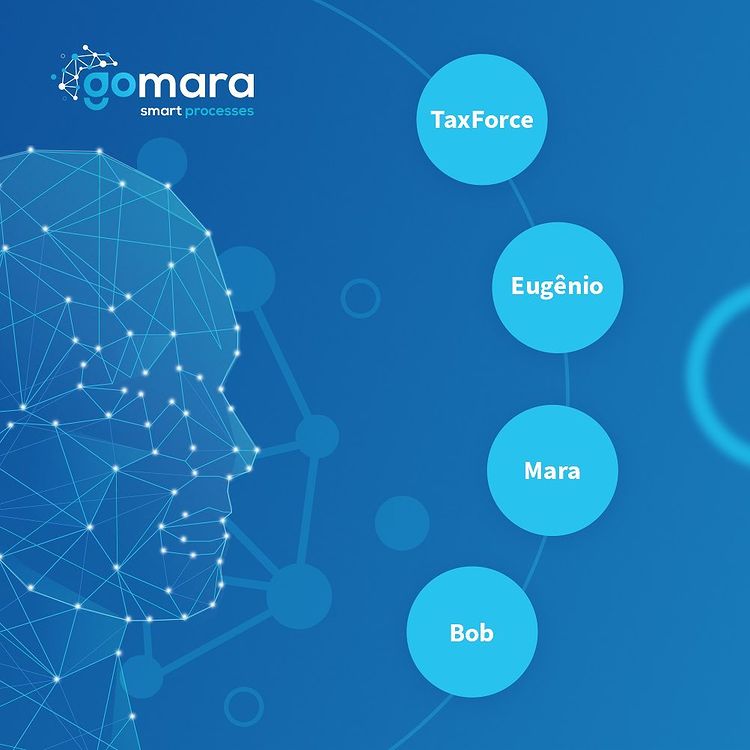 gomara
smart processes
TaxForce
Eugênio
Mara
Bob